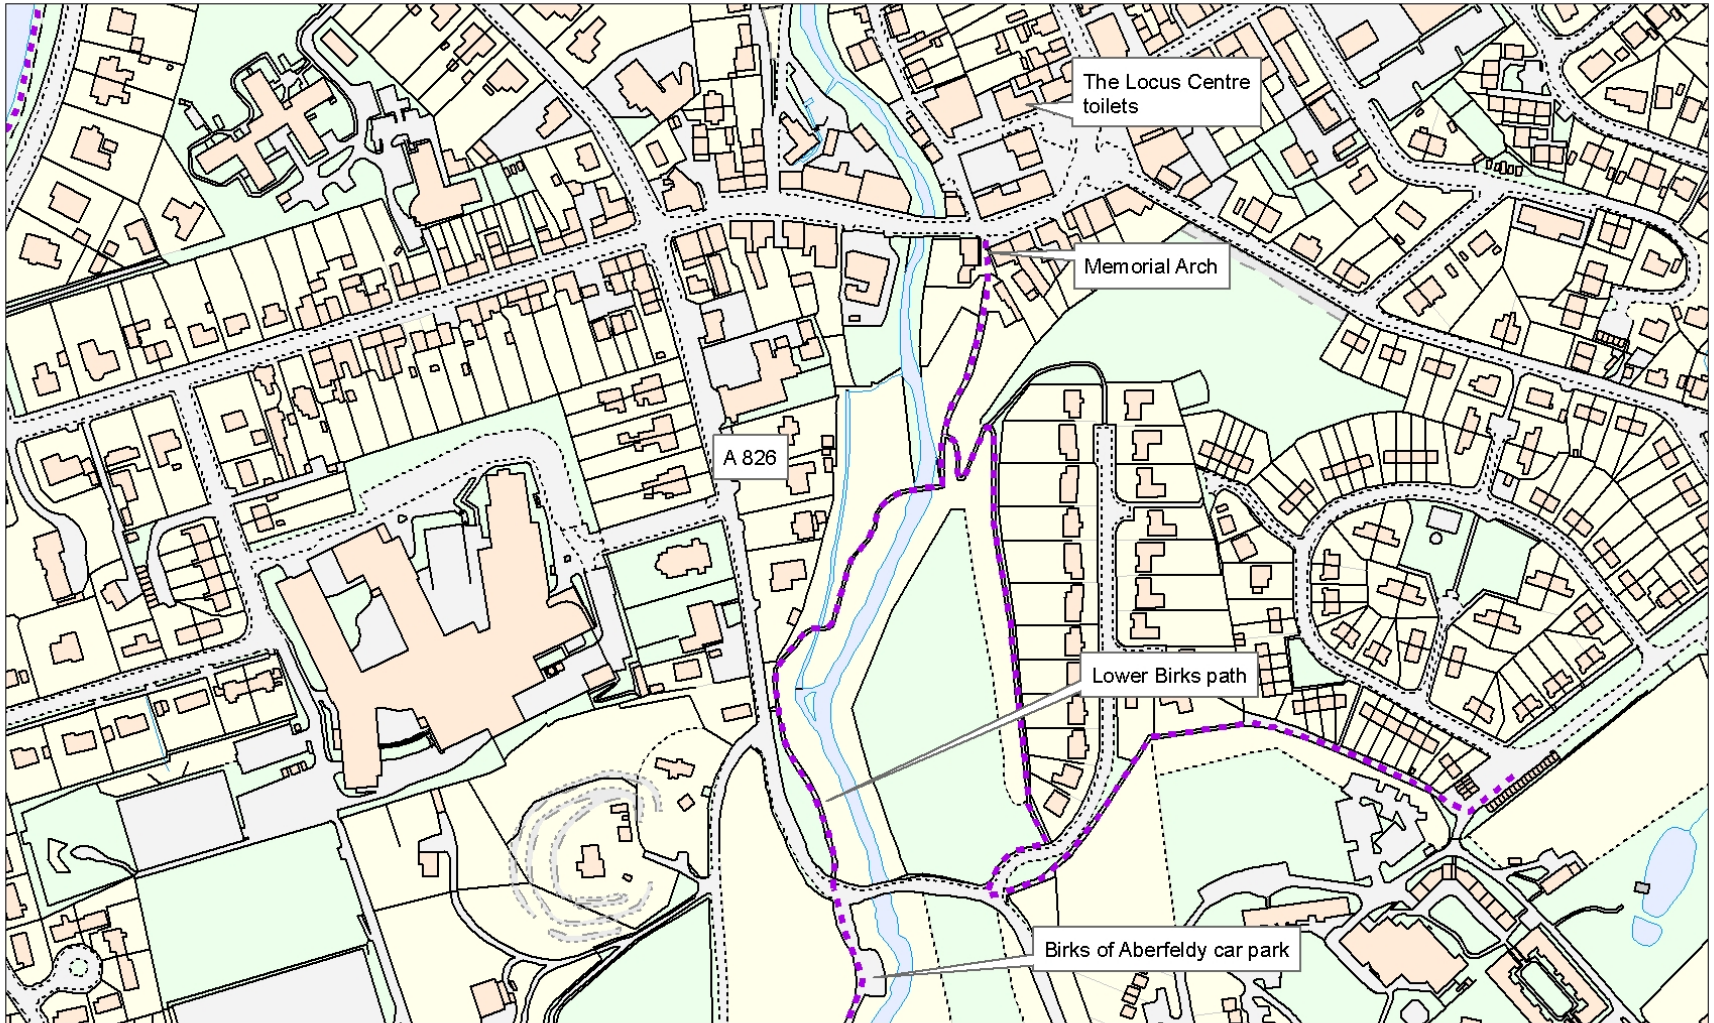 The Locus Centre
toilets
Memorial Arch
A 826
Lower Birks path
Birks of Aberfeldy car park